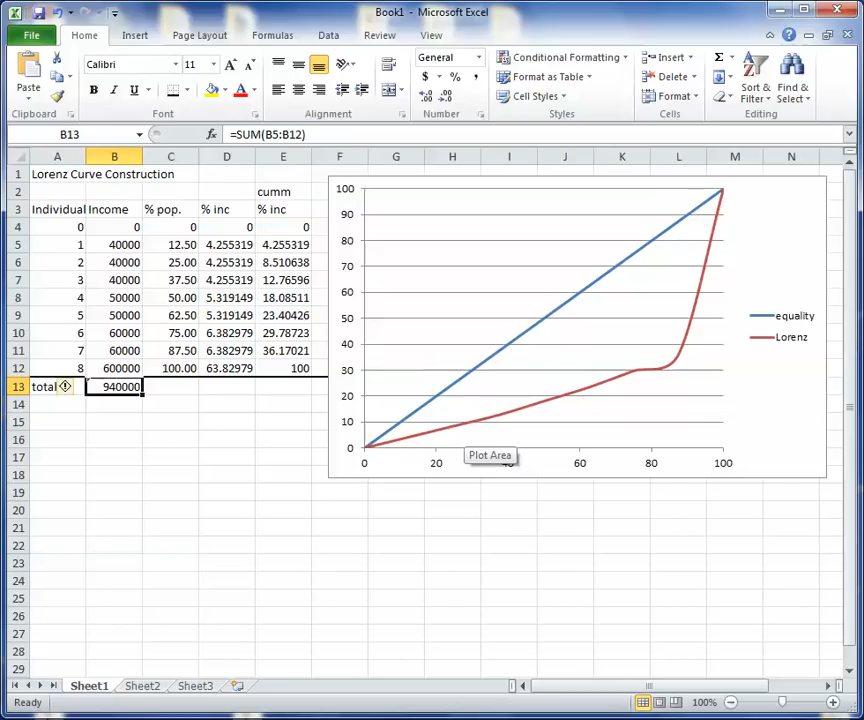 Book1 - Microsoft Excel
File Home Insert Page Layout Formulas Data Review View
Paste
Calibri 11
B I U
General
$ % ,
Conditional Formatting
Format as Table
Cell Styles
Insert
Delete
Format
Sort & Filter
Find & Select
Clipboard Font Alignment Number Styles Cells Editing
B13 fx =SUM(B5:B12)
A B C D E F G H I J K L M N
1 Lorenz Curve Construction
2 cumm
3 Individual Income % pop. % inc % inc
4 0 0 0 0 0
5 1 40000 12.50 4.255319 4.255319
6 2 40000 25.00 4.255319 8.510638
7 3 40000 37.50 4.255319 12.76596
8 4 50000 50.00 5.319149 18.08511
9 5 50000 62.50 5.319149 23.40426
10 6 60000 75.00 6.382979 29.78723
11 7 60000 87.50 6.382979 36.17021
12 8 600000 100.00 63.82979 100
13 total 940000
14
15
16
17
18
19
20
21
22
23
24
25
26
27
28
29
100
90
80
70
60
50
40
30
20
10
0
0 20 40 60 80 100
equality
Lorenz
Plot Area
Sheet1 Sheet2 Sheet3
Ready 100%